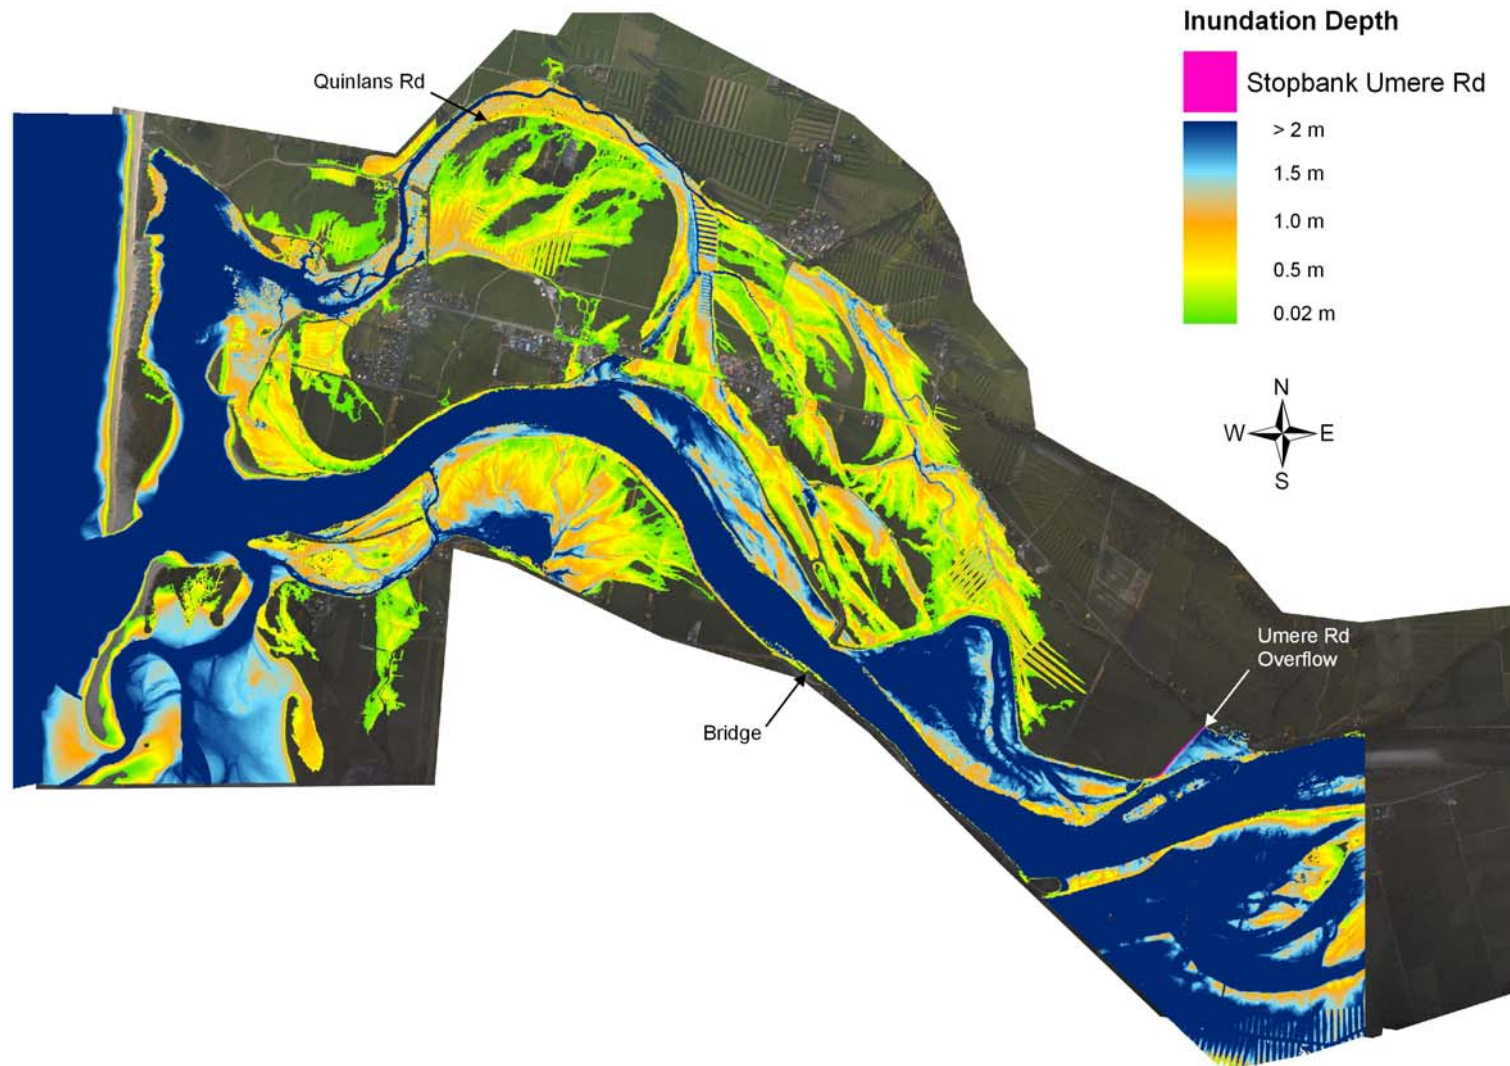 Inundation Depth
Stopbank Umere Rd
> 2 m
1.5 m
1.0 m
0.5 m
0.02 m
Quinlans Rd
N
W
E
S
Umere Rd
Overflow
Bridge